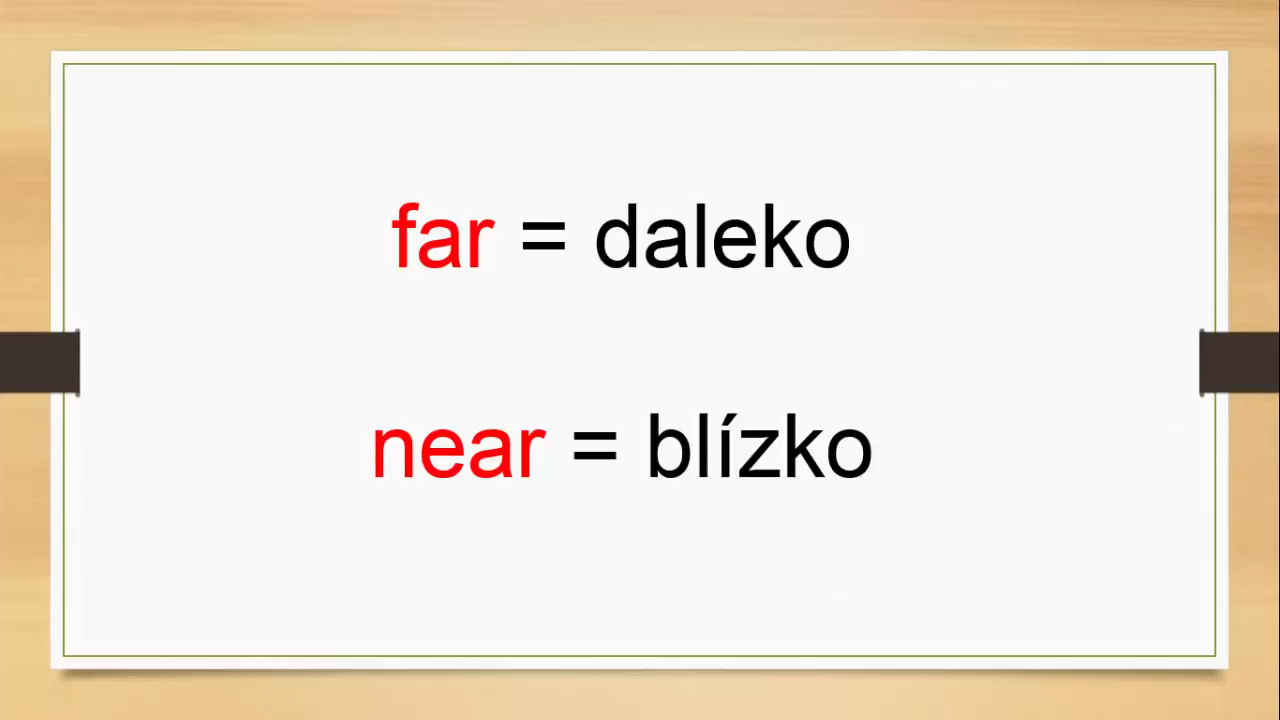 far = daleko
near = blízko